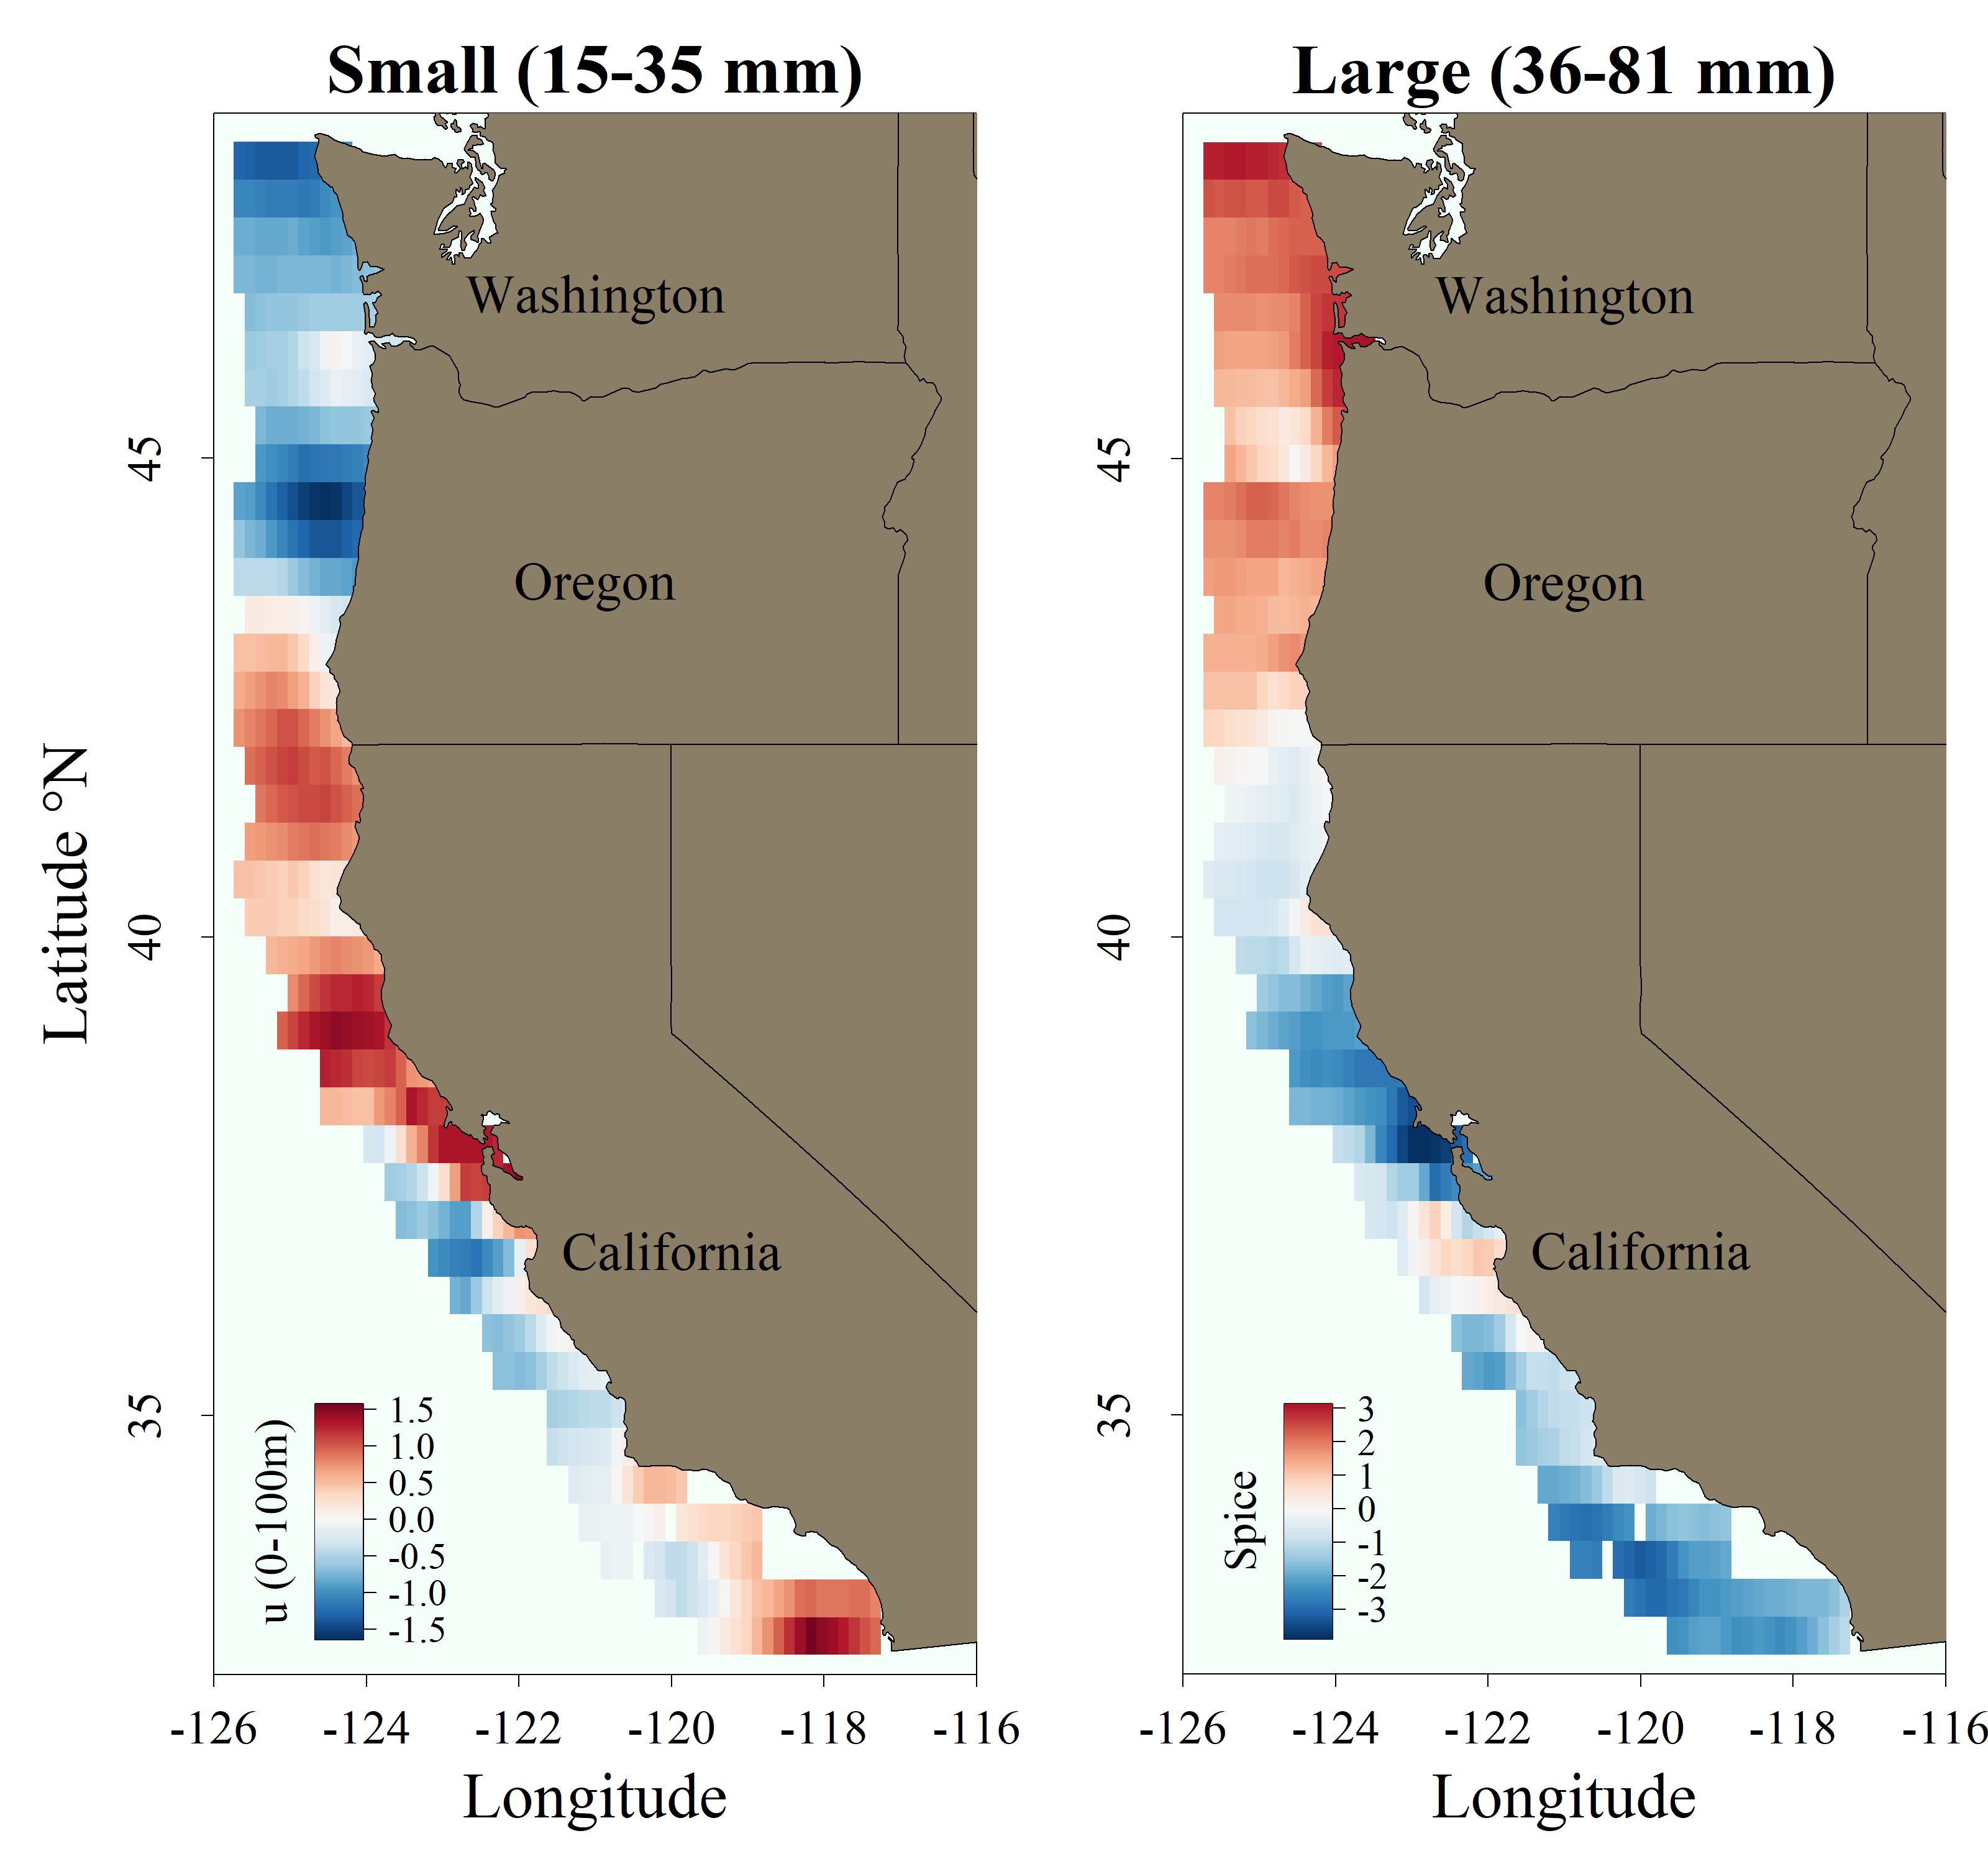 Small (15-35 mm)
Large (36-81 mm)
Washington
Oregon
California
Latitude °N
45
40
35
u (0-100m)
1.5
1.0
0.5
0.0
-0.5
-1.0
-1.5
-126
-124
-122
-120
-118
-116
Longitude
Washington
Oregon
California
45
40
35
Spice
3
2
1
0
-1
-2
-3
-126
-124
-122
-120
-118
-116
Longitude